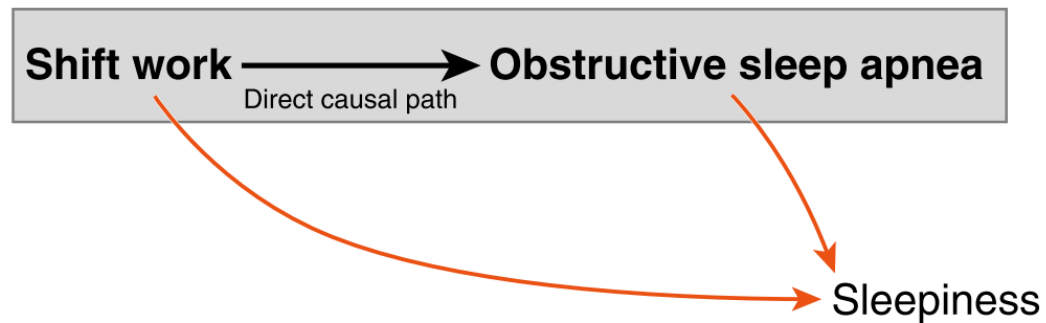 Shift work
Obstructive sleep apnea
Direct causal path
Sleepiness